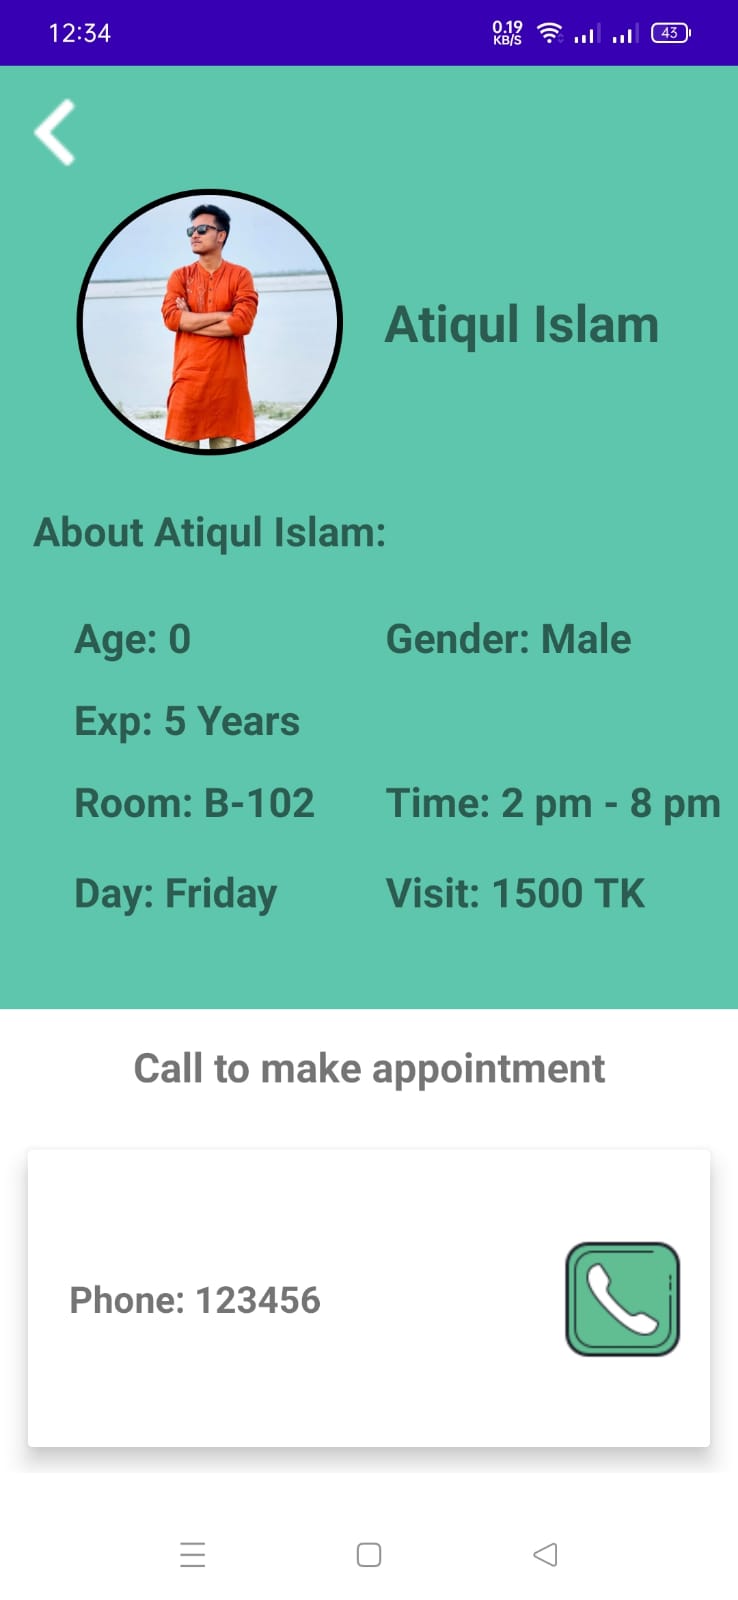 12:34
0.19
KB/S
43
Atiqul Islam
About Atiqul Islam:
Age: 0
Gender: Male
Exp: 5 Years
Room: B-102
Time: 2 pm - 8 pm
Day: Friday
Visit: 1500 TK
Call to make appointment
Phone: 123456